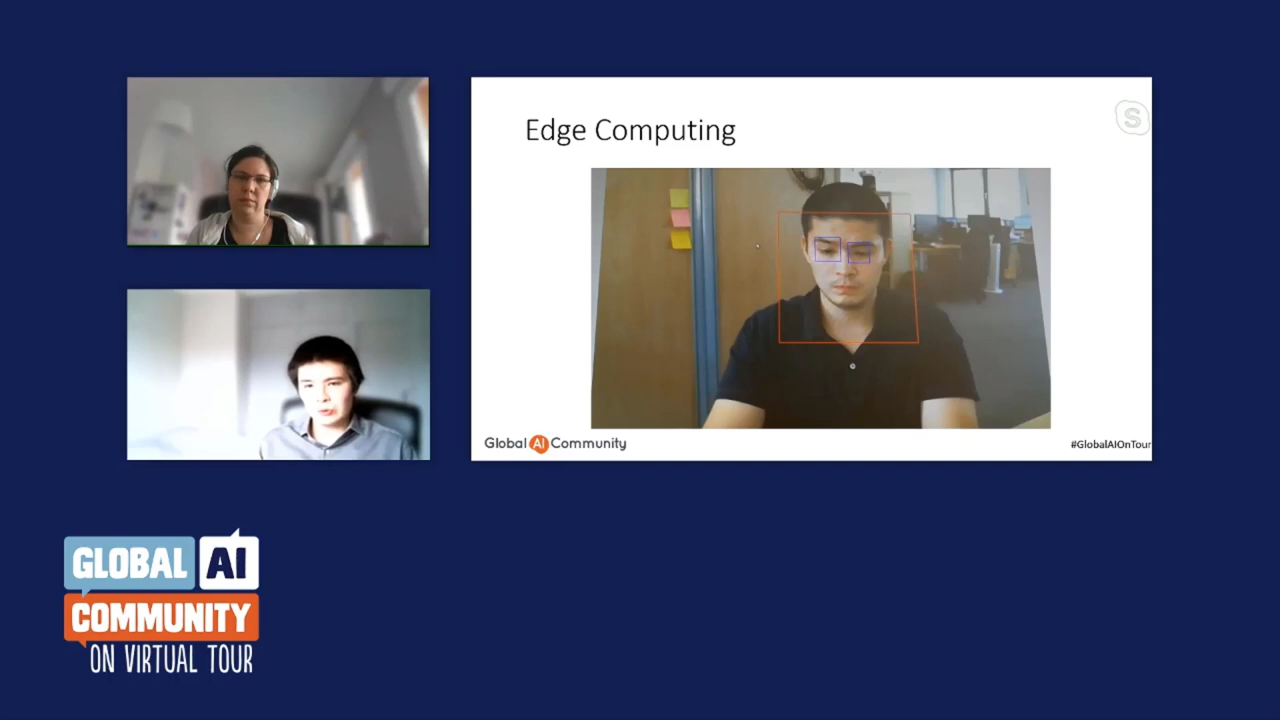 Edge Computing
S
Global AI Community
#GlobalAIOnTour
GLOBAL AI
COMMUNITY
ON VIRTUAL TOUR